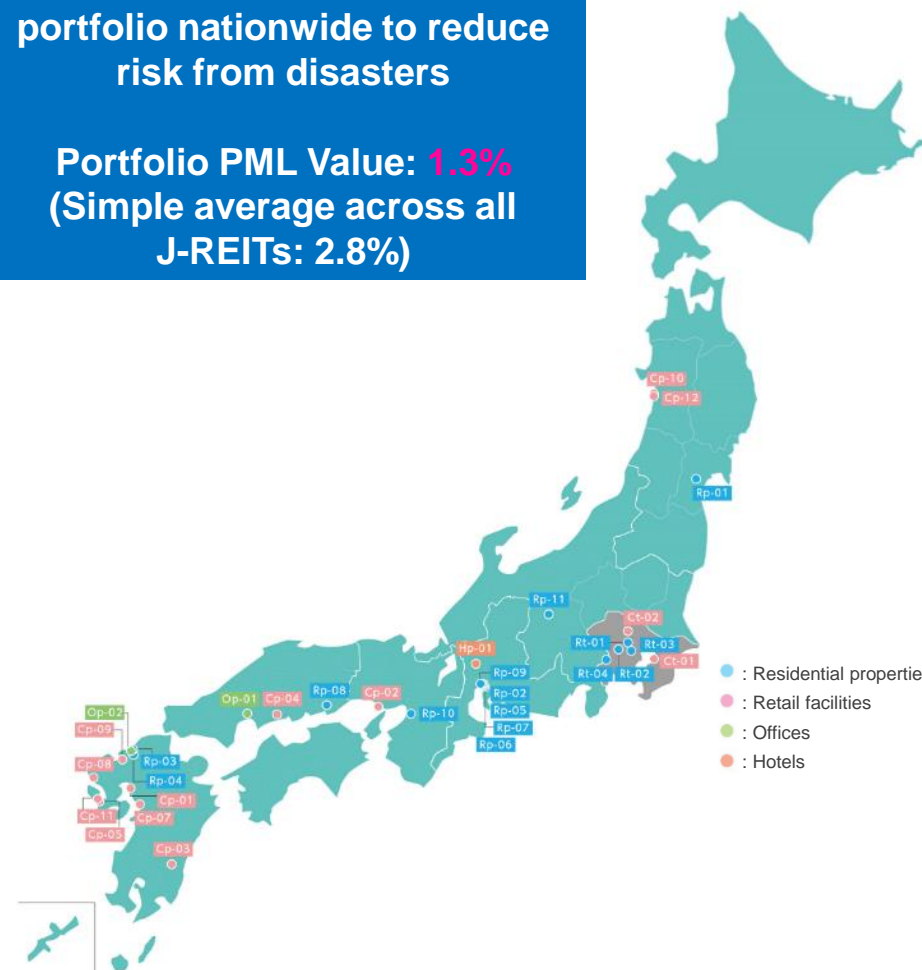 portfolio nationwide to reduce
risk from disasters
Portfolio PML Value: 1.3%
(Simple average across all
J-REITs: 2.8%)
Cp-10
Cp-12
Rp-01
Rp-11
Ct-02
Rt-01
Rt-03
Hp-01
Ct-01
Rp-09
Rt-04
Rt-02
: Residential propertie
Rp-08
Cp-02
Rp-02
Op-01
Cp-04
: Retail facilities
Rp-05
Op-02
Rp-10
Cp-09
Rp-07
: Offices
Rp-06
Rp-03
Cp-08
: Hotels
Rp-04
Cp-01
Cp-11
Cp-07
Cp-05
Cp-03